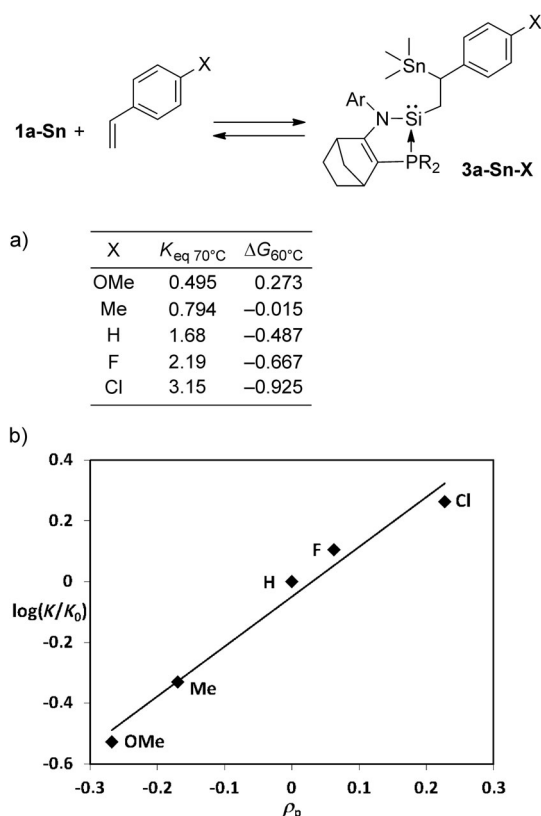 X
Sn
Ar
X
N
Si
1a-Sn +
PR2
3a-Sn-X
a)
X Keq 70°C ΔG60°C
OMe 0.495 0.273
Me 0.794 –0.015
H 1.68 –0.487
F 2.19 –0.667
Cl 3.15 –0.925
b)
0.4
Cl
0.2
F
H
0
log(K/K0)
-0.2
Me
-0.4
OMe
-0.6
-0.3 -0.2 -0.1 0 0.1 0.2 0.3
ρp